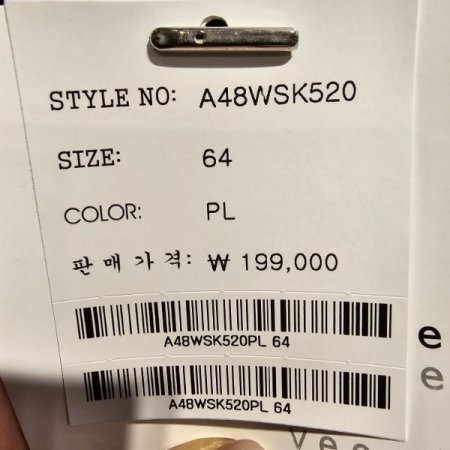 STYLE NO: A48WSK520
SIZE: 64
COLOR: PL
판매가격: ₩ 199,000
A48WSK520PL 64
A48WSK520PL 64
e
e